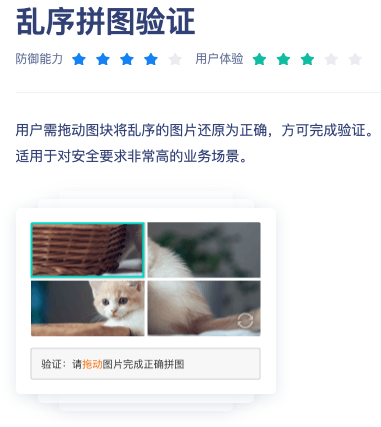 乱序拼图验证
防御能力 用户体验
用户需拖动图块将乱序的图片还原为正确，方可完成验证。
适用于对安全要求非常高的业务场景。
验证：请拖动图片完成正确拼图